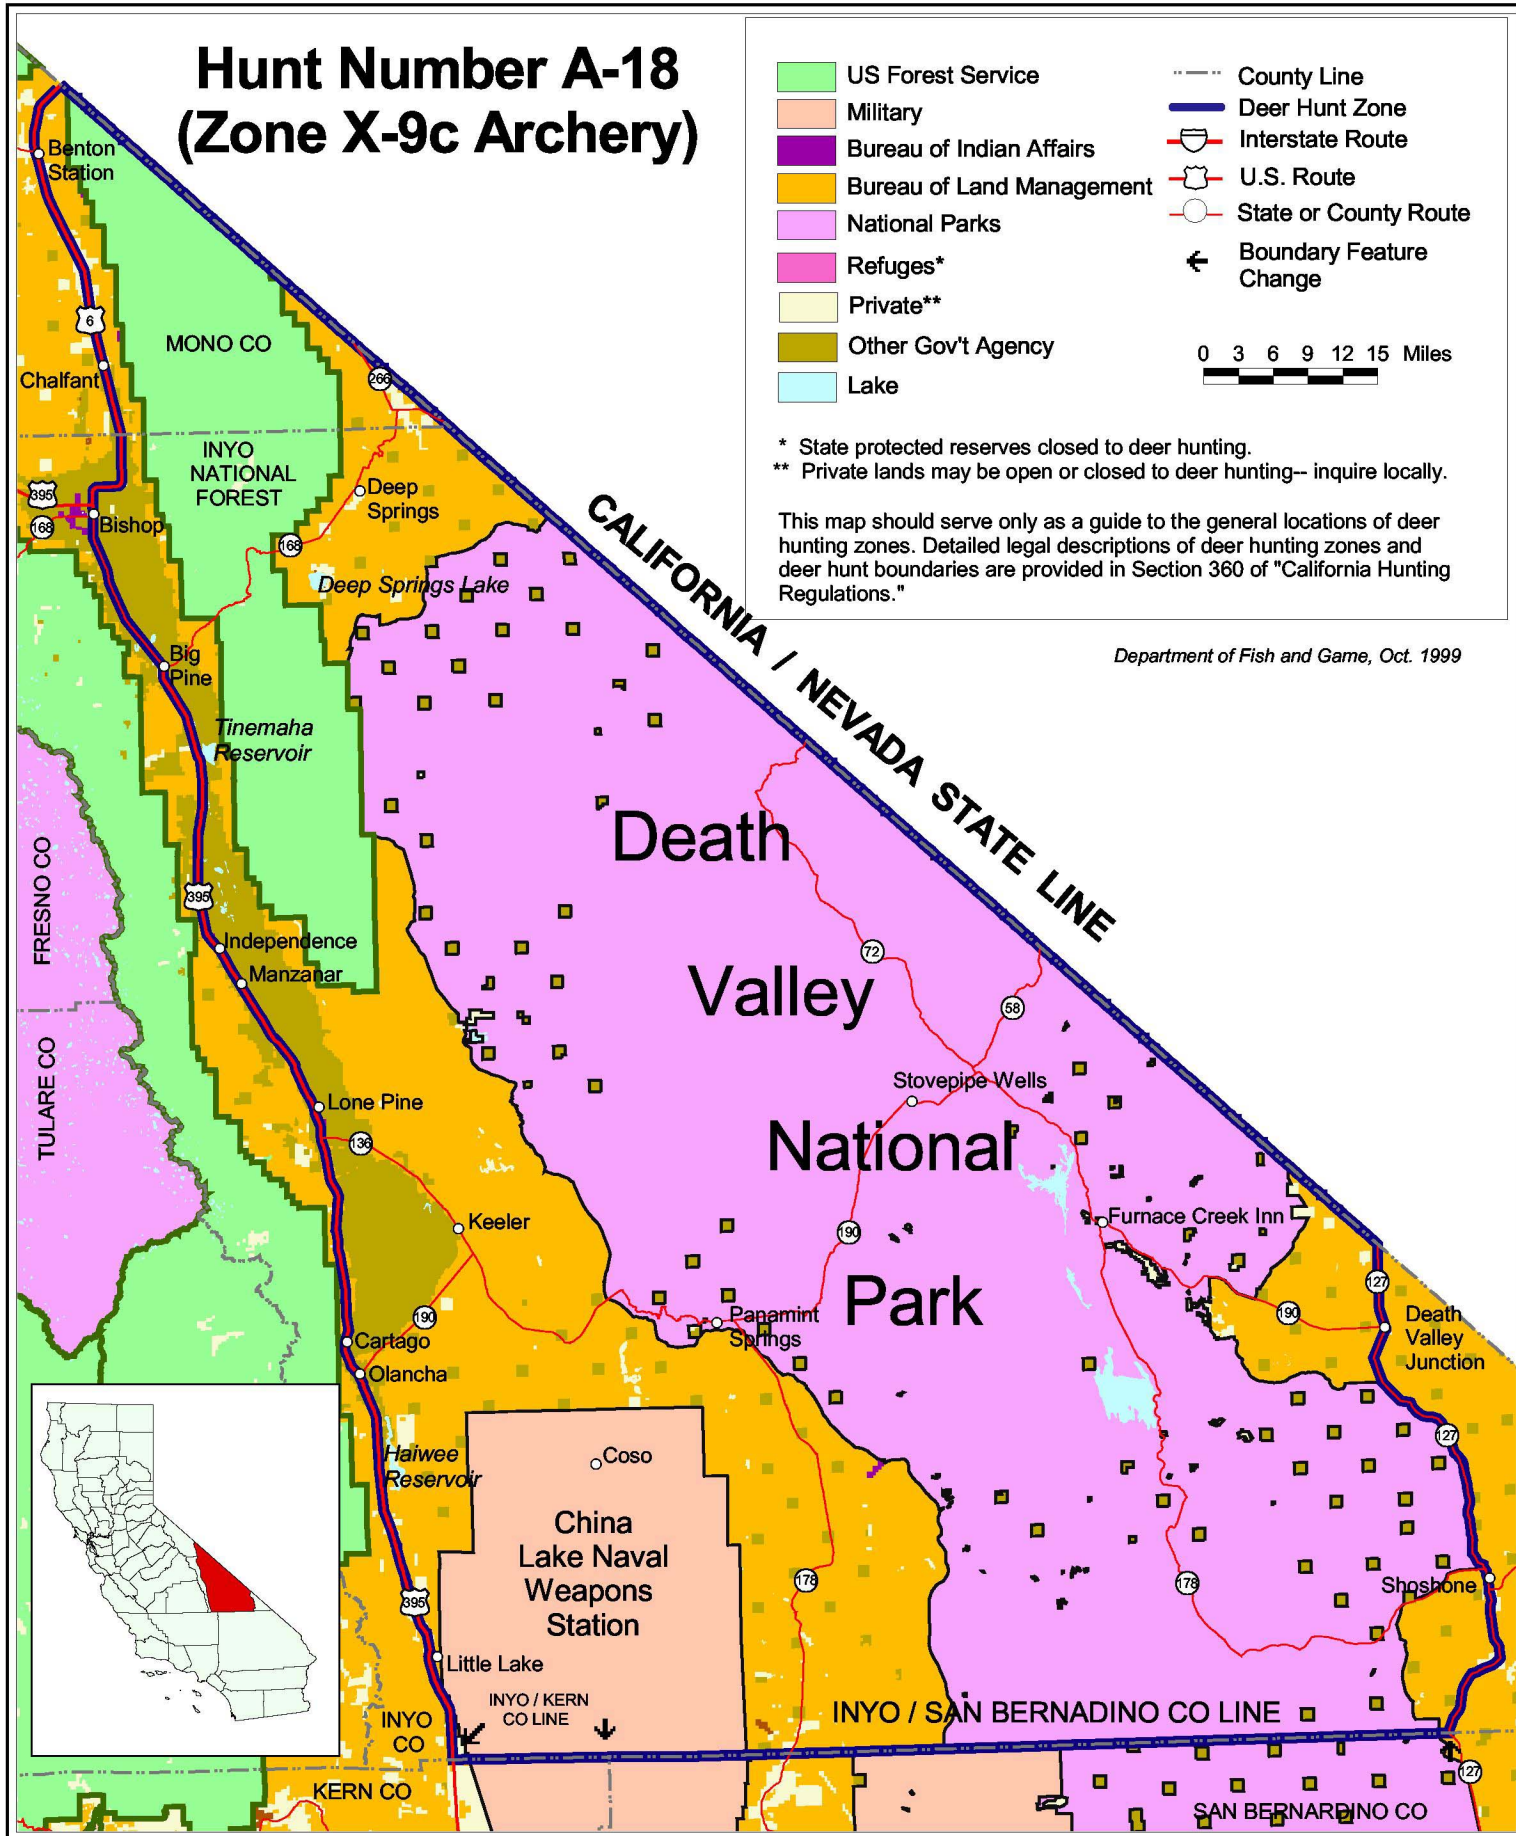 Hunt Number A-18
(Zone X-9c Archery)
US Forest Service
Military
Bureau of Indian Affairs
Bureau of Land Management
National Parks
Refuges*
Private**
Other Gov't Agency
Lake
County Line
Deer Hunt Zone
Interstate Route
U.S. Route
State or County Route
Boundary Feature
Change
0 3 6 9 12 15 Miles
* State protected reserves closed to deer hunting.
** Private lands may be open or closed to deer hunting-- inquire locally.
This map should serve only as a guide to the general locations of deer
hunting zones. Detailed legal descriptions of deer hunting zones and
deer hunt boundaries are provided in Section 360 of "California Hunting
Regulations."
Department of Fish and Game, Oct. 1999
Benton
Station
6
MONO CO
Chalfant
266
INYO
NATIONAL
FOREST
395
168
Bishop
Deep
Springs
168
Deep Springs Lake
CALIFORNIA / NEVADA STATE LINE
Big
Pine
Tinemaha
Reservoir
Death
Valley
National
Park
FRESNO CO
395
72
Independence
Manzanar
58
TULARE CO
Stovepipe Wells
Lone Pine
136
Keeler
190
Furnace Creek Inn
127
190
190
Panamint
Springs
Death
Valley
Junction
Cartago
Olancha
127
Haiwee
Reservoir
Coso
China
Lake Naval
Weapons
Station
178
178
Shoshone
395
Little Lake
INYO / KERN
CO LINE
INYO
CO
INYO / SAN BERNADINO CO LINE
KERN CO
127
SAN BERNARDINO CO